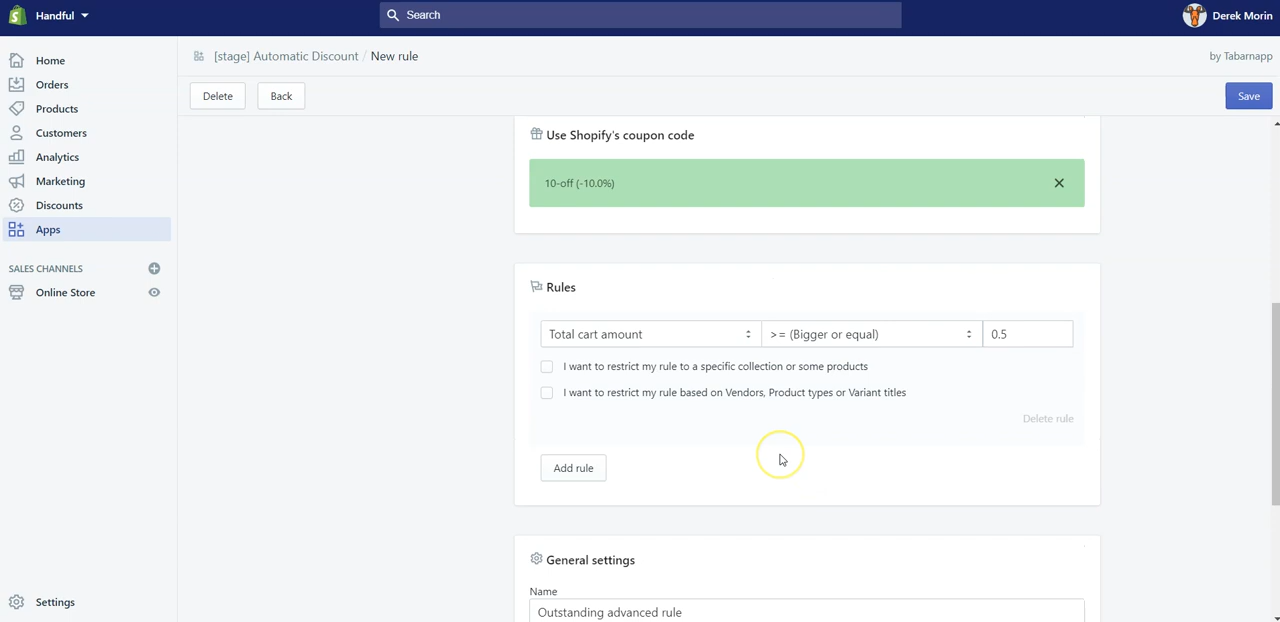 Handful
Search
Derek Morin
[stage] Automatic Discount / New rule
by Tabarnapp
Delete
Back
Save
Home
Orders
Products
Customers
Analytics
Marketing
Discounts
Apps
SALES CHANNELS
Online Store
Settings
Use Shopify's coupon code
10-off (-10.0%)
Rules
Total cart amount
>= (Bigger or equal)
0.5
I want to restrict my rule to a specific collection or some products
I want to restrict my rule based on Vendors, Product types or Variant titles
Delete rule
Add rule
General settings
Name
Outstanding advanced rule